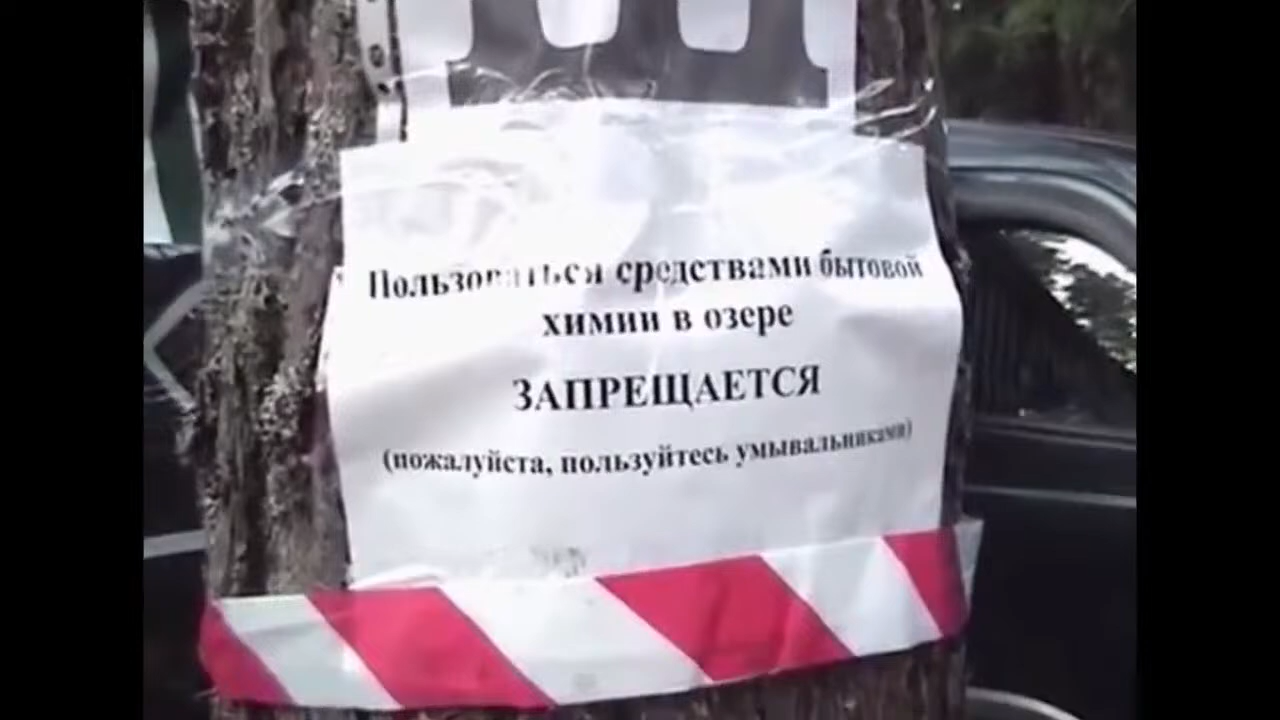 Пользоваться средствами бытовой
химии в озере
ЗАПРЕЩАЕТСЯ
(пожалуйста, пользуйтесь умывальниками)